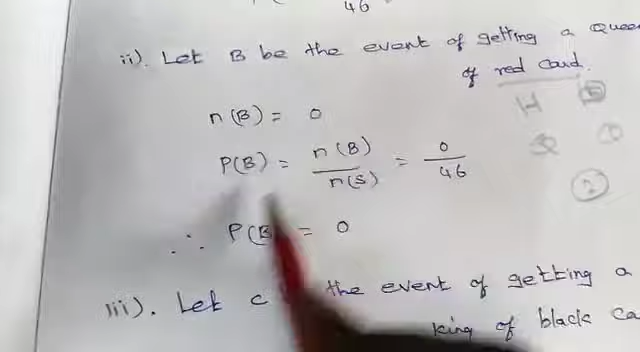 46
ii). Let B be the event of getting a Queen
of red card.
n(B) = 0
P(B) = n(B) / n(S) = 0 / 46
∴ P(B) = 0
iii). Let C the event of getting a
king of black